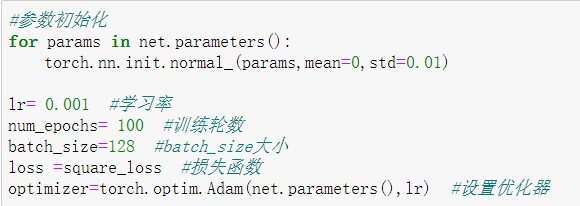 #参数初始化
for params in net.parameters():
    torch.nn.init.normal_(params,mean=0,std=0.01)

lr= 0.001  #学习率
num_epochs= 100  #训练轮数
batch_size=128  #batch_size大小
loss =square_loss  #损失函数
optimizer=torch.optim.Adam(net.parameters(),lr)  #设置优化器